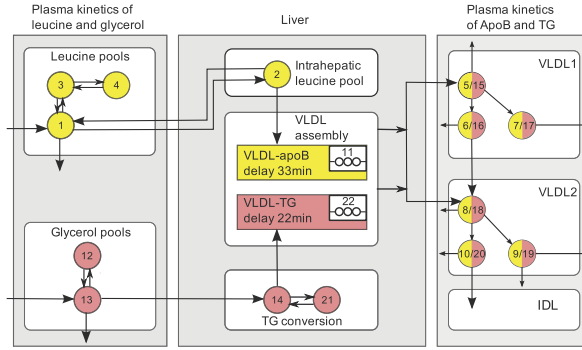 Plasma kinetics of
leucine and glycerol
Liver
Plasma kinetics
of ApoB and TG
Leucine pools
3
4
1
Intrahepatic
leucine pool
2
VLDL
assembly
VLDL-apoB
delay 33min
11
VLDL-TG
delay 22min
22
Glycerol pools
12
13
14
21
TG conversion
VLDL1
5/15
6/16
7/17
VLDL2
8/18
10/20
9/19
IDL